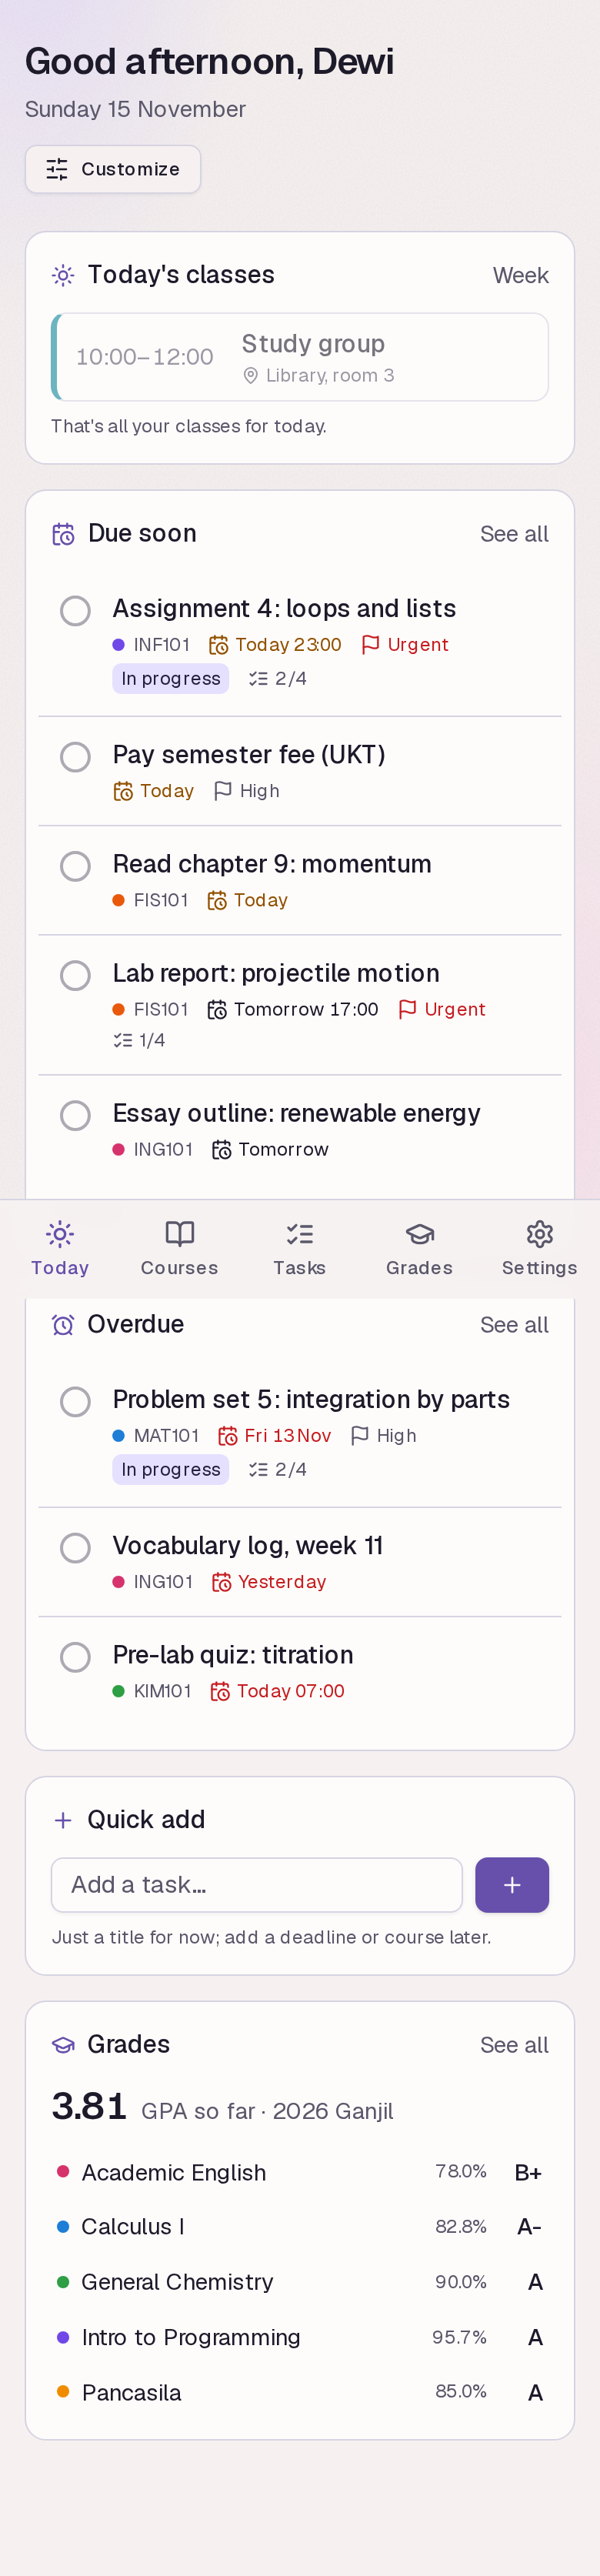 Good afternoon, Dewi
Sunday 15 November
Customize
Today's classes
Week
10:00–12:00
Study group
Library, room 3
That's all your classes for today.
Due soon
See all
Assignment 4: loops and lists
INF101 Today 23:00 Urgent
In progress 2/4
Pay semester fee (UKT)
Today High
Read chapter 9: momentum
FIS101 Today
Lab report: projectile motion
FIS101 Tomorrow 17:00 Urgent
1/4
Essay outline: renewable energy
ING101 Tomorrow
Today Courses Tasks Grades Settings
Overdue
See all
Problem set 5: integration by parts
MAT101 Fri 13 Nov High
In progress 2/4
Vocabulary log, week 11
ING101 Yesterday
Pre-lab quiz: titration
KIM101 Today 07:00
Quick add
Add a task...
Just a title for now; add a deadline or course later.
Grades
See all
3.81 GPA so far · 2026 Ganjil
Academic English 78.0% B+
Calculus I 82.8% A-
General Chemistry 90.0% A
Intro to Programming 95.7% A
Pancasila 85.0% A